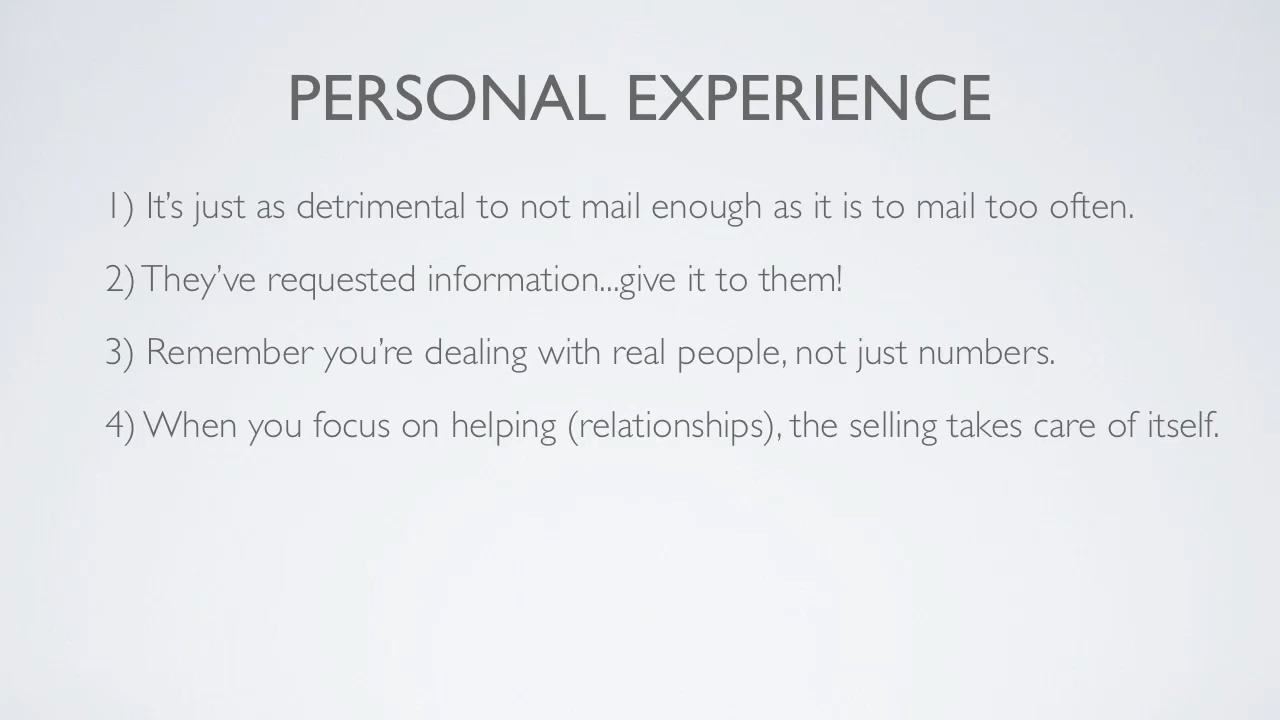 PERSONAL EXPERIENCE
1) It’s just as detrimental to not mail enough as it is to mail too often.
2) They’ve requested information...give it to them!
3) Remember you’re dealing with real people, not just numbers.
4) When you focus on helping (relationships), the selling takes care of itself.